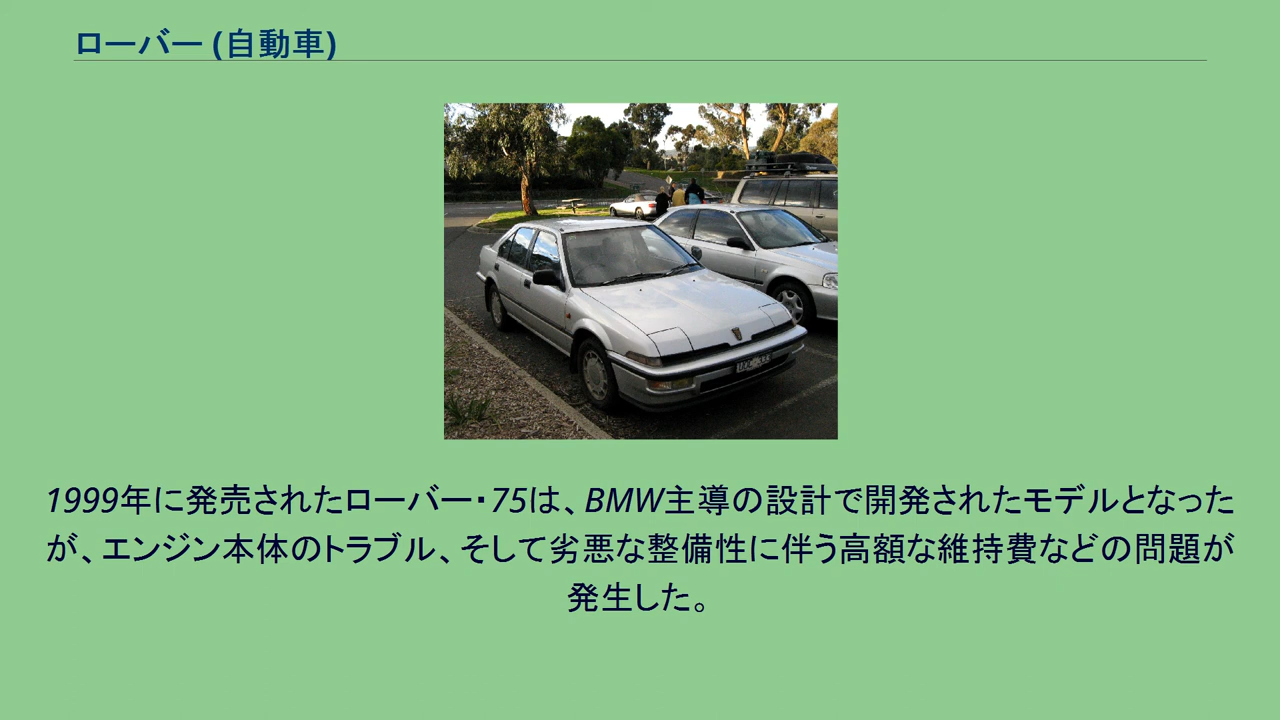 ローバー (自動車)
1999年に発売されたローバー・75は、BMW主導の設計で開発されたモデルとなった
が、エンジン本体のトラブル、そして劣悪な整備性に伴う高額な維持費などの問題が
発生した。